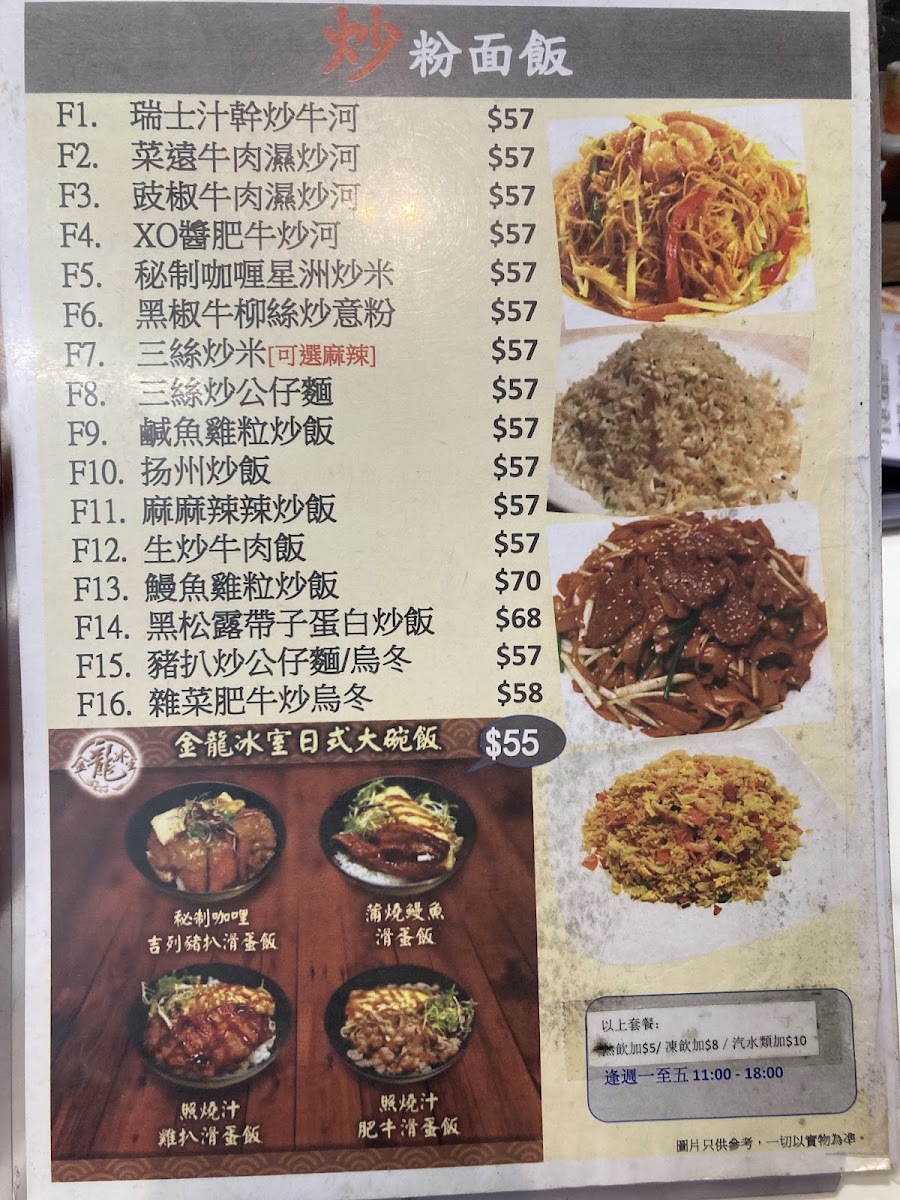 炒粉面飯
F1. 瑞士汁幹炒牛河 $57
F2. 菜遠牛肉濕炒河 $57
F3. 豉椒牛肉濕炒河 $57
F4. XO醬肥牛炒河 $57
F5. 秘制咖喱星洲炒米 $57
F6. 黑椒牛柳絲炒意粉 $57
F7. 三絲炒米[可選麻辣] $57
F8. 三絲炒公仔麵 $57
F9. 鹹魚雞粒炒飯 $57
F10. 扬州炒飯 $57
F11. 麻麻辣辣炒飯 $57
F12. 生炒牛肉飯 $57
F13. 鰻魚雞粒炒飯 $70
F14. 黑松露帶子蛋白炒飯 $68
F15. 豬扒炒公仔麵/烏冬 $57
F16. 雜菜肥牛炒烏冬 $58
金龍冰室
金龍冰室日式大碗飯 $55
秘制咖哩
吉列豬扒滑蛋飯
蒲燒鰻魚
滑蛋飯
照燒汁
雞扒滑蛋飯
照燒汁
肥牛滑蛋飯
以上套餐:
熱飲加$5/ 凍飲加$8 / 汽水類加$10
逢週一至五 11:00 - 18:00
圖片只供參考，一切以實物為準。